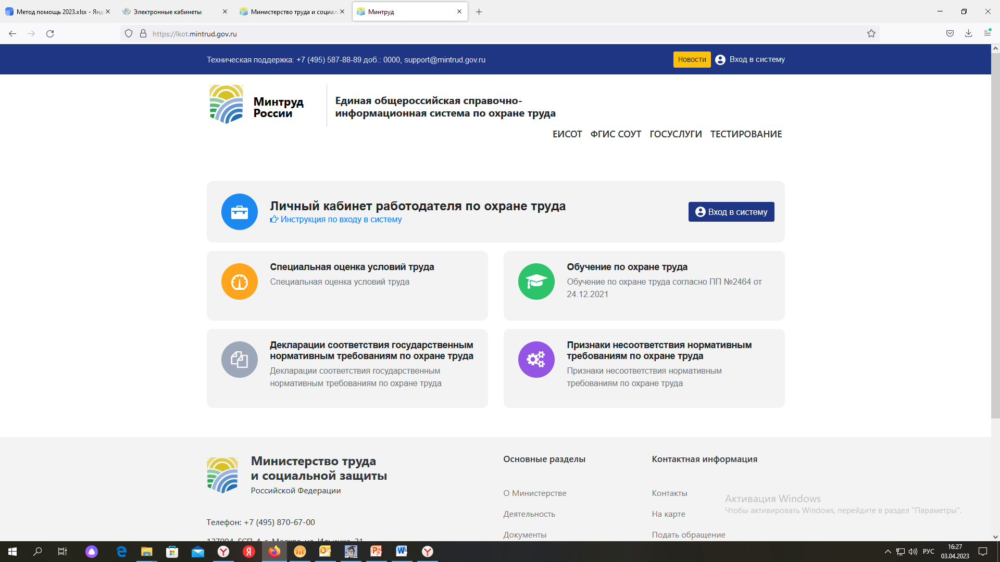 Метод помощь 2023.xlsx - Янд
Электронные кабинеты
Министерство труда и социал
Минтруд
https://lkot.mintrud.gov.ru
Техническая поддержка: +7 (495) 587-88-89 доб.: 0000, support@mintrud.gov.ru
Новости
Вход в систему
Минтруд
России
Единая общероссийская справочно-
информационная система по охране труда
ЕИСОТ ФГИС СОУТ ГОСУСЛУГИ ТЕСТИРОВАНИЕ
Личный кабинет работодателя по охране труда
Инструкция по входу в систему
Вход в систему
Специальная оценка условий труда
Специальная оценка условий труда
Обучение по охране труда
Обучение по охране труда согласно ПП №2464 от
24.12.2021
Декларации соответствия государственным
нормативным требованиям по охране труда
Декларации соответствия государственным
нормативным требованиям по охране труда
Признаки несоответствия нормативным
требованиям по охране труда
Признаки несоответствия нормативным
требованиям по охране труда
Министерство труда
и социальной защиты
Российской Федерации
Телефон: +7 (495) 870-67-00
127994, ГСП-4, г. Москва, ул. Ильинка, 21
Основные разделы
О Министерстве
Деятельность
Документы
Контактная информация
Контакты
На карте
Подать обращение
Активация Windows
Чтобы активировать Windows, перейдите в раздел "Параметры".
РУС
16:27
03.04.2023